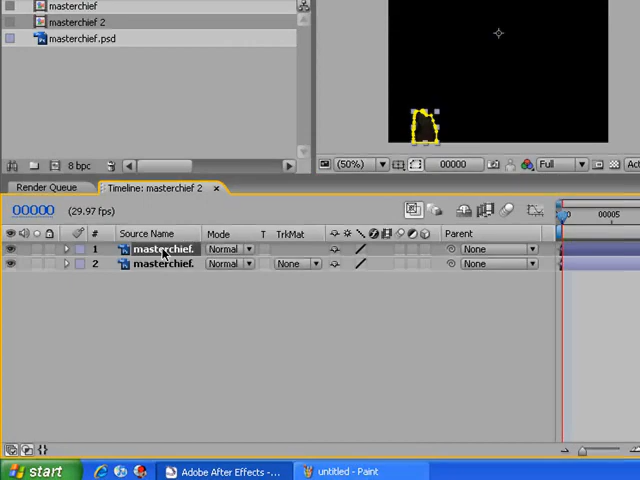 masterchief
masterchief 2
masterchief.psd
8 bpc
(50%)
00000
Full
Render Queue
Timeline: masterchief 2
00000
(29.97 fps)
00005
#
Source Name
Mode
T
TrkMat
Parent
1
masterchief.
Normal
None
2
masterchief.
Normal
None
None
start
Adobe After Effects -...
untitled - Paint